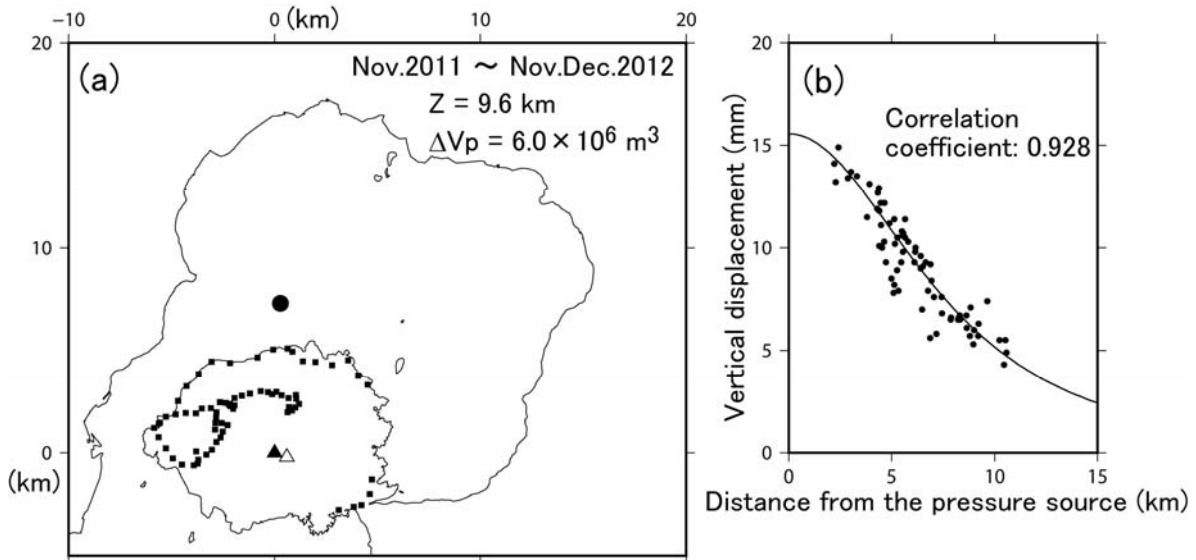 −10 0 (km) 10 20
20
10
0
(km)
(a)
Nov.2011 ～ Nov.Dec.2012
Z = 9.6 km
ΔVp = 6.0×10⁶ m³
(b)
Correlation
coefficient: 0.928
Vertical displacement (mm)
20
15
10
5
0
0 5 10 15
Distance from the pressure source (km)